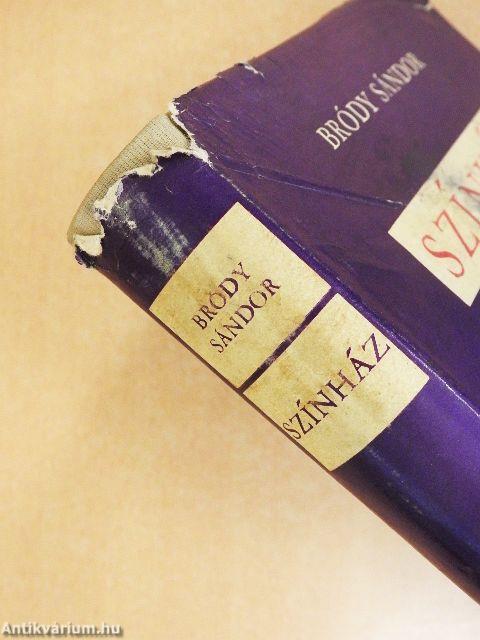 BRÓDY SÁNDOR
BRÓDY
SÁNDOR
SZÍNHÁZ
Antikvárium.hu